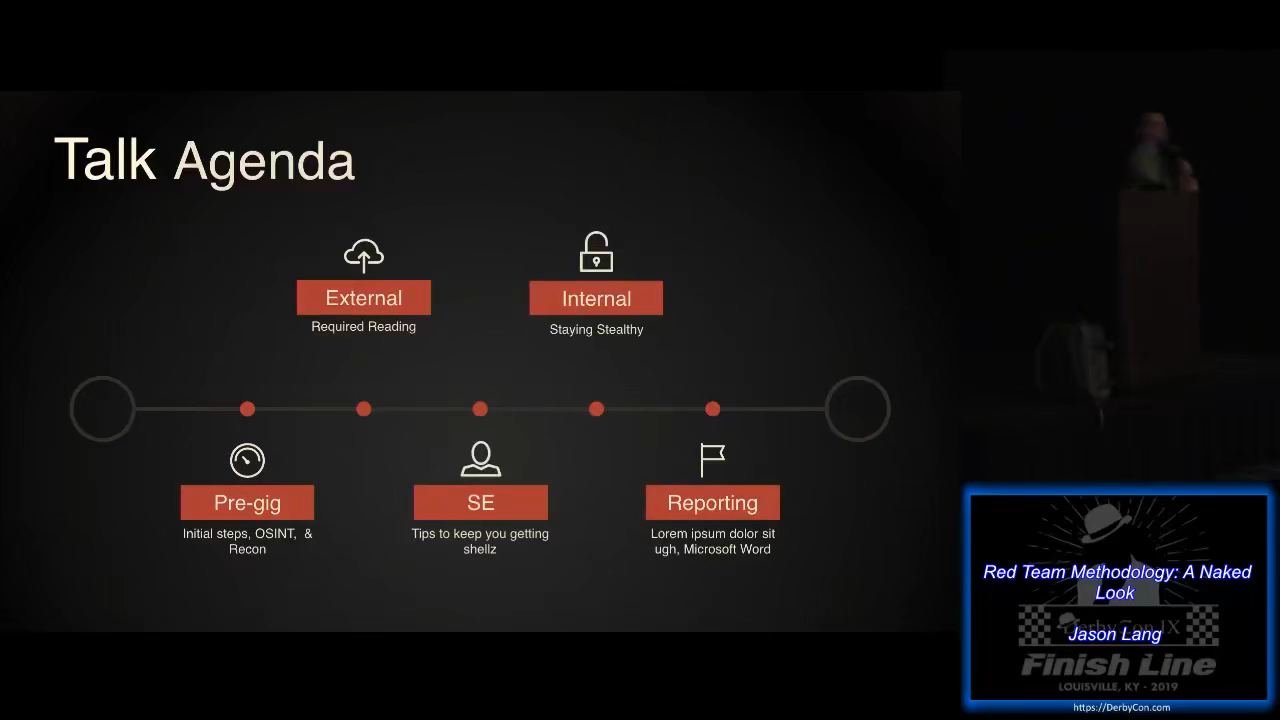 Talk Agenda
External
Required Reading
Internal
Staying Stealthy
Pre-gig
Initial steps, OSINT, &
Recon
SE
Tips to keep you getting
shellz
Reporting
Lorem ipsum dolor sit
ugh, Microsoft Word
Red Team Methodology: A Naked
Look
DerbyCon IX
Jason Lang
Finish Line
LOUISVILLE, KY - 2019
https://DerbyCon.com